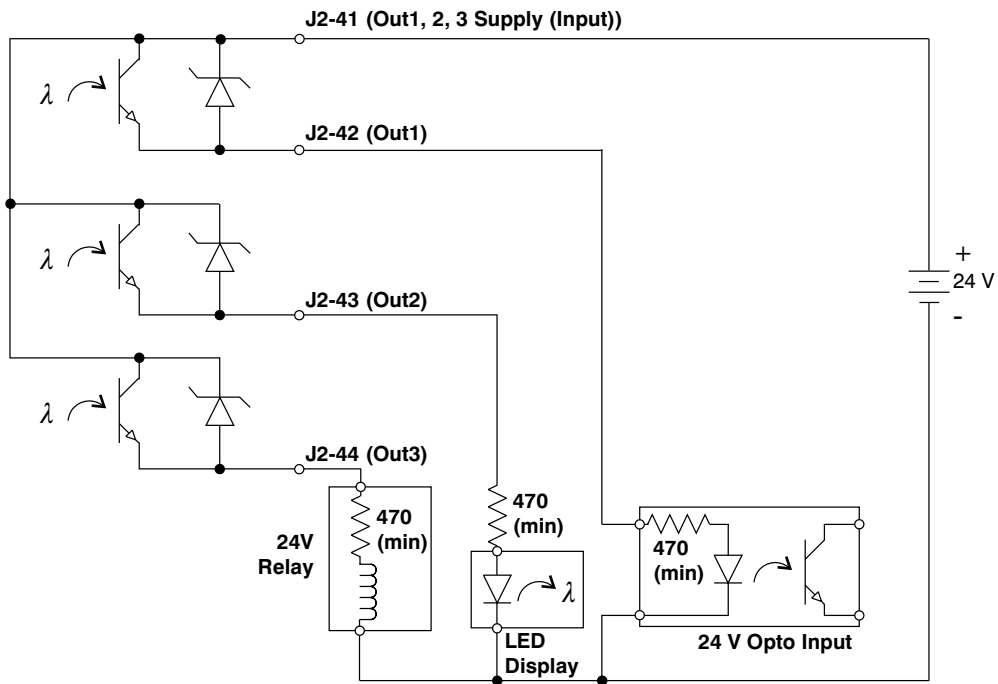 J2-41 (Out1, 2, 3 Supply (Input))
λ
J2-42 (Out1)
λ
+
24 V
-
J2-43 (Out2)
λ
J2-44 (Out3)
470
(min)
24V
Relay
470
(min)
λ
LED
Display
470
(min)
24 V Opto Input